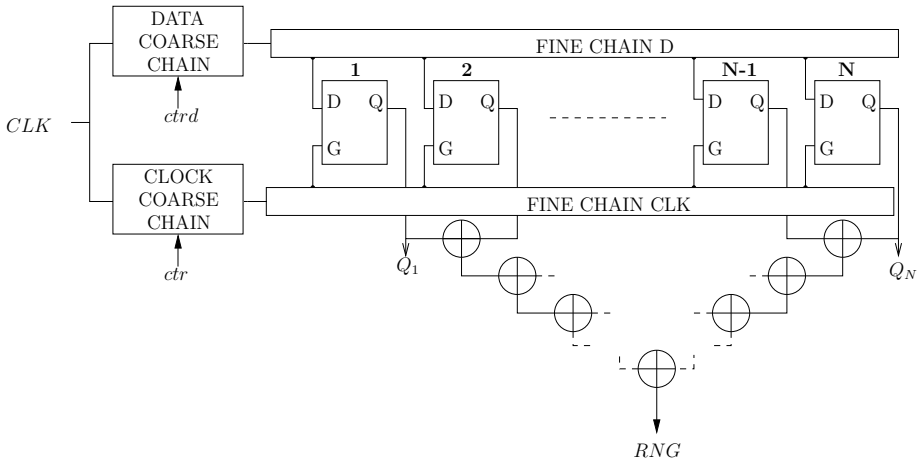 DATA
COARSE
CHAIN
FINE CHAIN D
1 2 N-1 N
D Q D Q D Q D Q
ctrd
CLK
G G G G
CLOCK
COARSE
CHAIN
FINE CHAIN CLK
ctr
Q1 QN
RNG